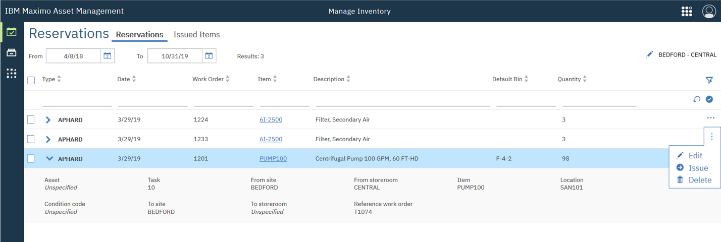 IBM Maximo Asset Management
Manage Inventory
Reservations Reservations Issued Items
From 4/8/18 To 10/31/19 Results: 3
BEDFORD - CENTRAL
Type Date Work Order Item Description Default Bin Quantity
APHARD 3/29/19 1224 6I-2500 Filter, Secondary Air 3
APHARD 3/29/19 1233 6I-2500 Filter, Secondary Air 3
APHARD 3/29/19 1201 PUMP100 Centrifugal Pump 100 GPM, 60 FT-HD F-4-2 98
Edit
Issue
Delete
Asset Task From site From storeroom Item Location
Unspecified 10 BEDFORD CENTRAL PUMP100 SAN101
Condition code To site To storeroom Reference work order
Unspecified BEDFORD Unspecified T1074